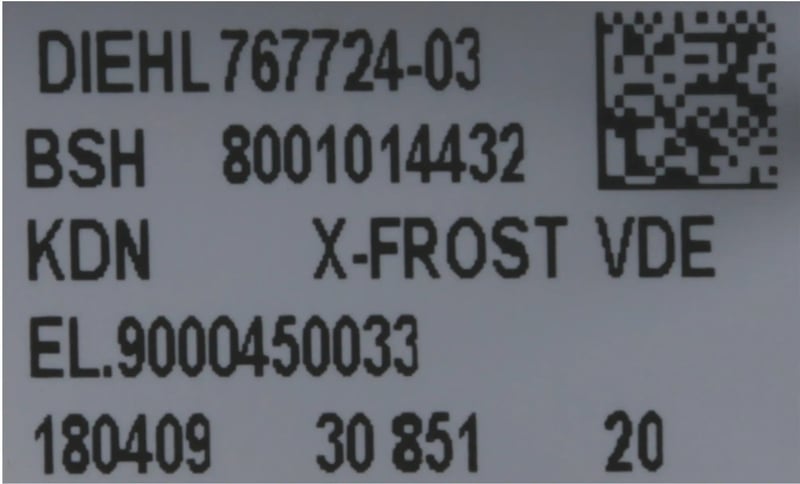 DIEHL 767724-03
BSH 8001014432
KDN X-FROST VDE
EL.9000450033
180409 30 851 20